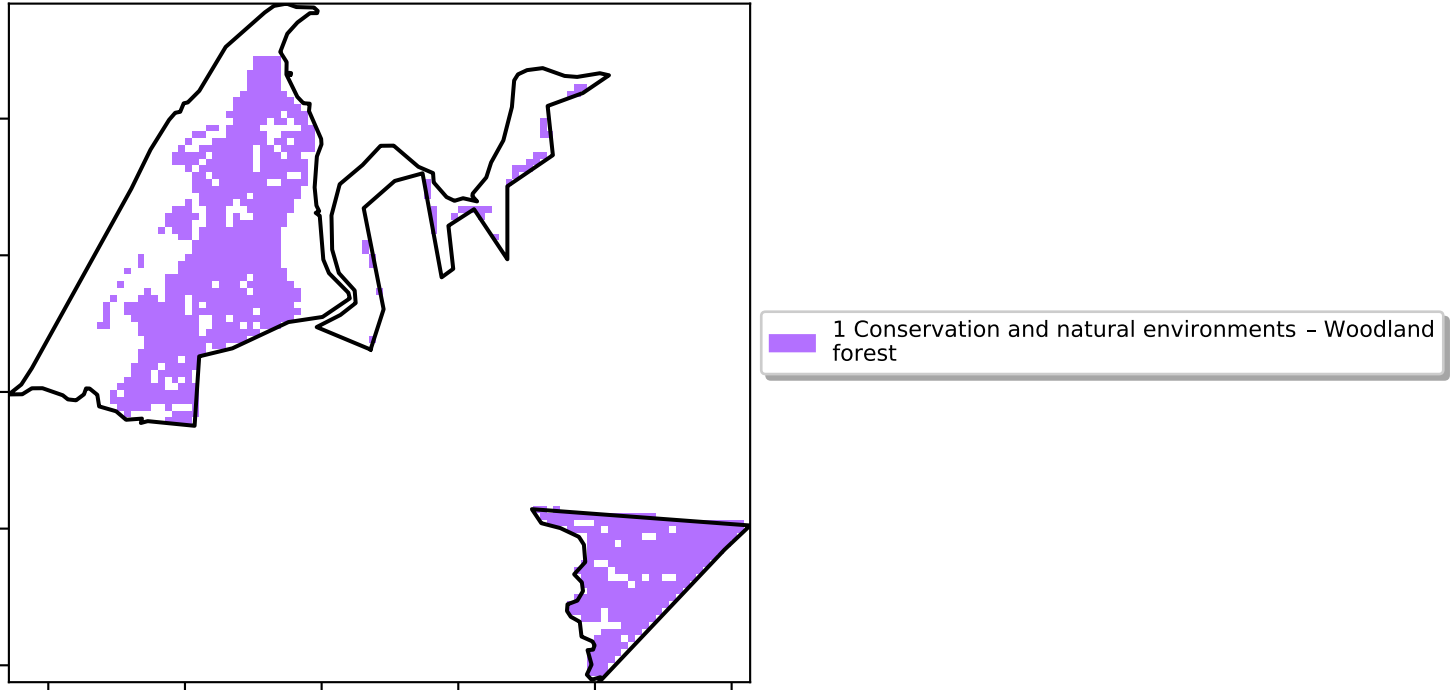 1 Conservation and natural environments – Woodland
forest